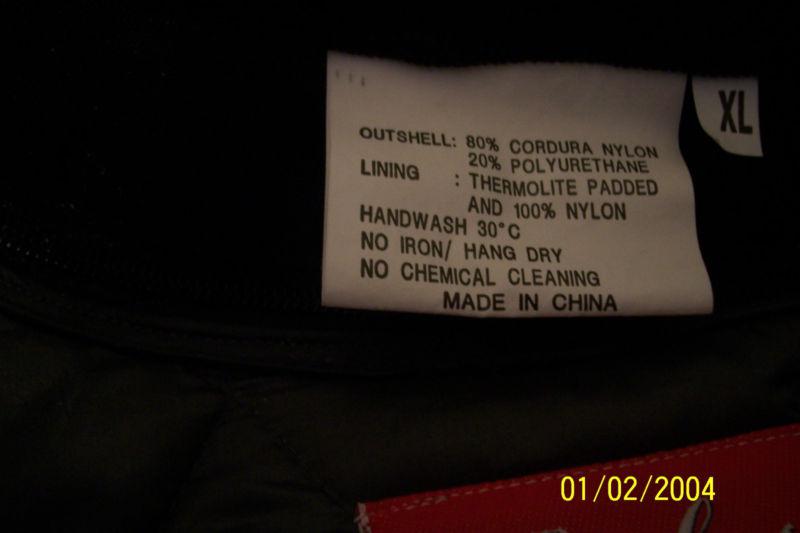 XL
OUTSHELL: 80% CORDURA NYLON
20% POLYURETHANE
LINING : THERMOLITE PADDED
AND 100% NYLON
HANDWASH 30°C
NO IRON/ HANG DRY
NO CHEMICAL CLEANING
MADE IN CHINA
01/02/2004